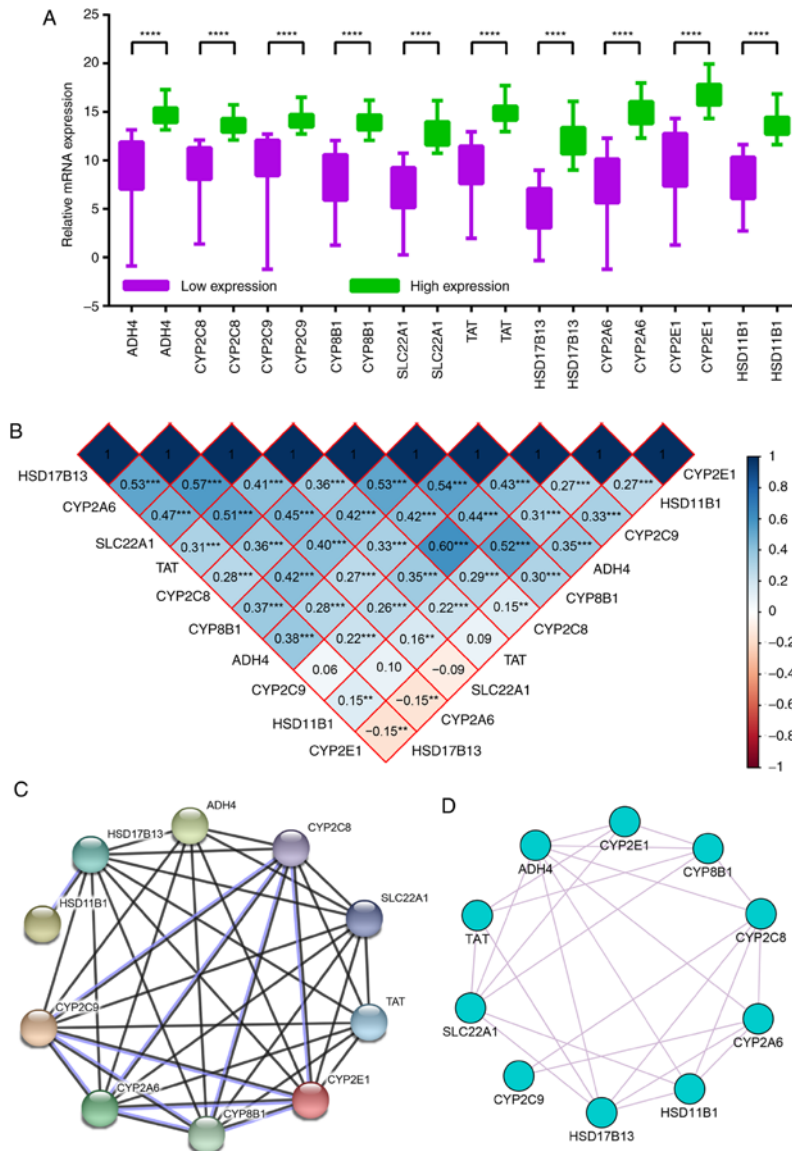 A
Relative mRNA expression
25
20
15
10
5
0
−5
**** **** **** **** **** **** **** **** **** ****
Low expression
High expression
ADH4
ADH4
CYP2C8
CYP2C8
CYP2C9
CYP2C9
CYP8B1
CYP8B1
SLC22A1
SLC22A1
TAT
TAT
HSD17B13
HSD17B13
CYP2A6
CYP2A6
CYP2E1
CYP2E1
HSD11B1
HSD11B1
B
1 1 1 1 1 1 1 1 1 1
0.53*** 0.57*** 0.41*** 0.36*** 0.53*** 0.54*** 0.43*** 0.27*** 0.27***
0.47*** 0.51*** 0.45*** 0.42*** 0.42*** 0.44*** 0.31*** 0.33***
0.31*** 0.36*** 0.40*** 0.33*** 0.60*** 0.52*** 0.35***
0.28*** 0.42*** 0.27*** 0.35*** 0.29*** 0.30***
0.37*** 0.28*** 0.26*** 0.22*** 0.15**
0.38*** 0.22*** 0.16** 0.09
0.06 0.10 −0.09
0.15** −0.15**
−0.15**
HSD17B13
CYP2A6
SLC22A1
TAT
CYP2C8
CYP8B1
ADH4
CYP2C9
HSD11B1
CYP2E1
CYP2E1
HSD11B1
CYP2C9
ADH4
CYP8B1
CYP2C8
TAT
SLC22A1
CYP2A6
HSD17B13
1
0.8
0.6
0.4
0.2
0
−0.2
−0.4
−0.6
−0.8
−1
C
ADH4
HSD17B13
CYP2C8
HSD11B1
SLC22A1
CYP2C9
TAT
CYP2A6
CYP8B1
CYP2E1
D
CYP2E1
ADH4
CYP8B1
TAT
CYP2C8
SLC22A1
CYP2A6
CYP2C9
HSD11B1
HSD17B13